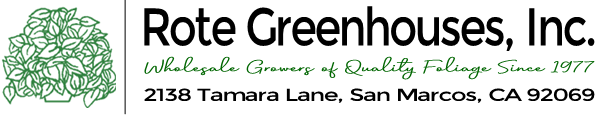 Rote Greenhouses, Inc.
Wholesale Growers of Quality Foliage Since 1977
2138 Tamara Lane, San Marcos, CA 92069